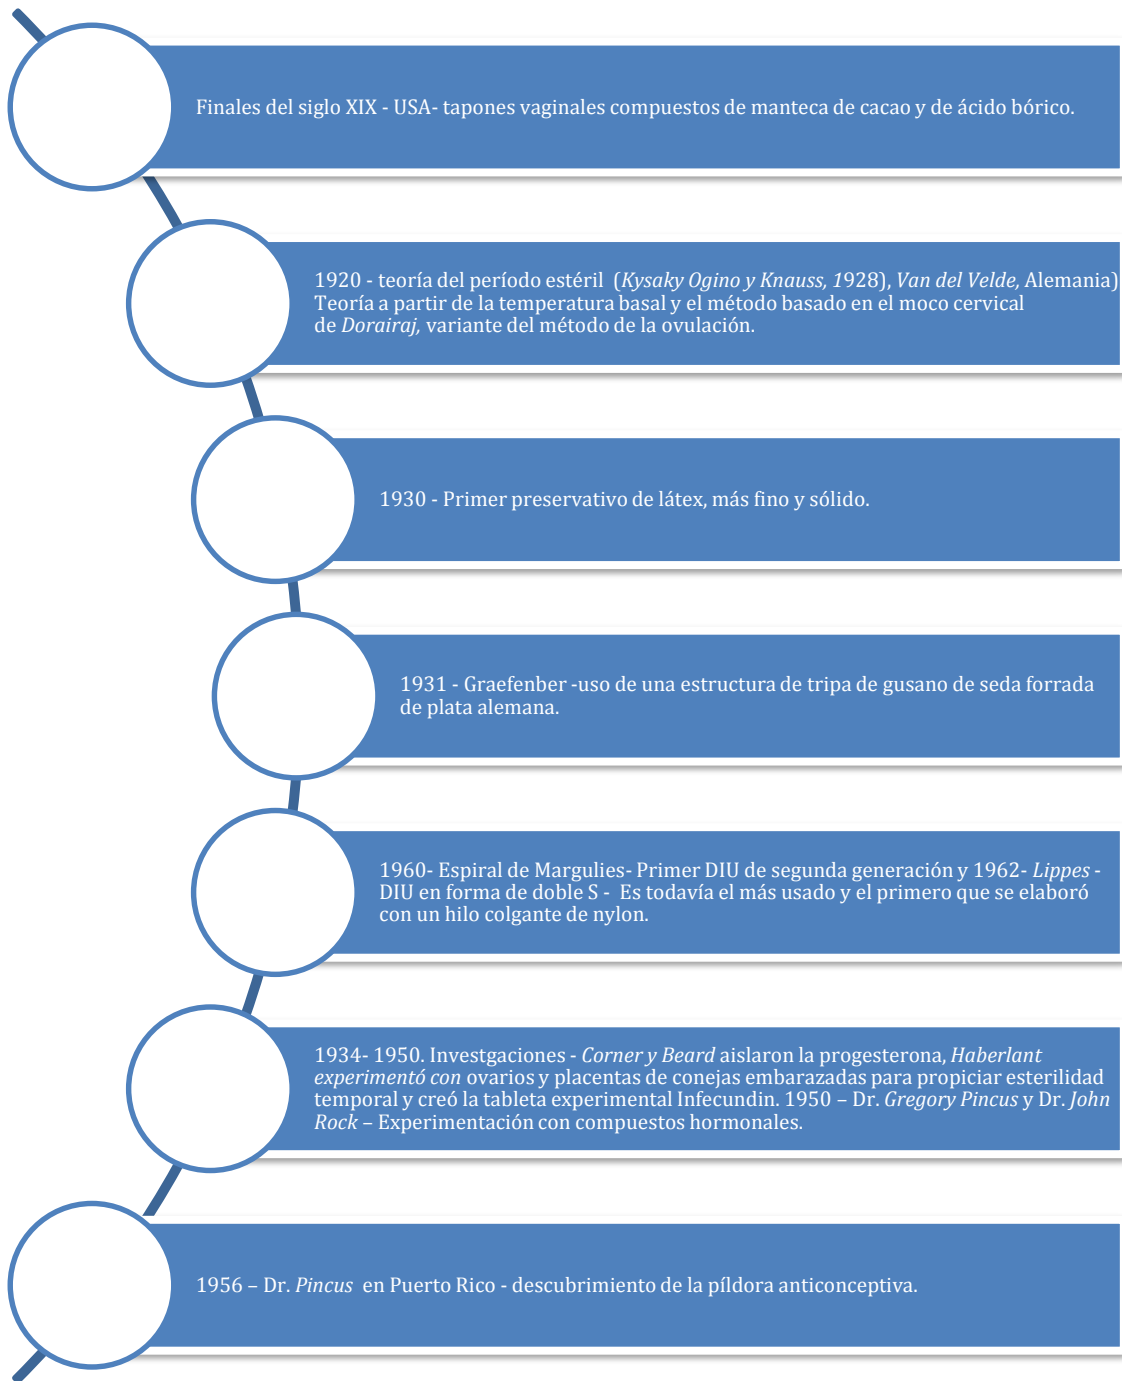 Finales del siglo XIX - USA- tapones vaginales compuestos de manteca de cacao y de ácido bórico.
1920 - teoría del período estéril (Kysaky Ogino y Knauss, 1928), Van del Velde, Alemania)
Teoría a partir de la temperatura basal y el método basado en el moco cervical
de Dorairaj, variante del método de la ovulación.
1930 - Primer preservativo de látex, más fino y sólido.
1931 - Graefenber -uso de una estructura de tripa de gusano de seda forrada
de plata alemana.
1960- Espiral de Margulies- Primer DIU de segunda generación y 1962- Lippes -
DIU en forma de doble S - Es todavía el más usado y el primero que se elaboró
con un hilo colgante de nylon.
1934- 1950. Investgaciones - Corner y Beard aislaron la progesterona, Haberlant
experimentó con ovarios y placentas de conejas embarazadas para propiciar esterilidad
temporal y creó la tableta experimental Infecundin. 1950 – Dr. Gregory Pincus y Dr. John
Rock – Experimentación con compuestos hormonales.
1956 – Dr. Pincus en Puerto Rico - descubrimiento de la píldora anticonceptiva.